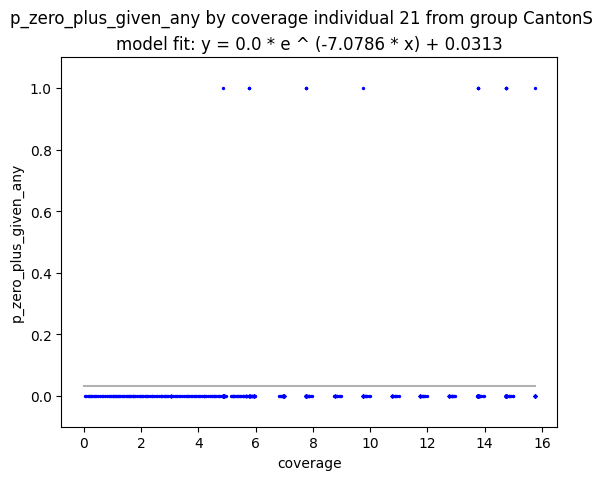 p_zero_plus_given_any by coverage individual 21 from group CantonS
model fit: y = 0.0 * e ^ (-7.0786 * x) + 0.0313
1.0
0.8
0.6
0.4
0.2
0.0
p_zero_plus_given_any
0 2 4 6 8 10 12 14 16
coverage